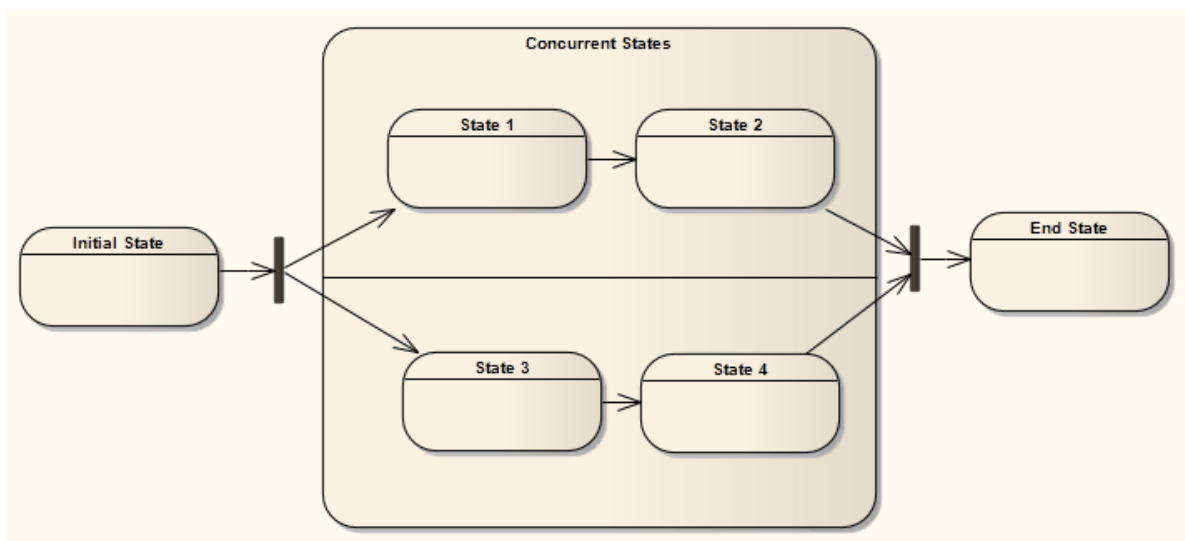 Concurrent States
State 1
State 2
Initial State
End State
State 3
State 4